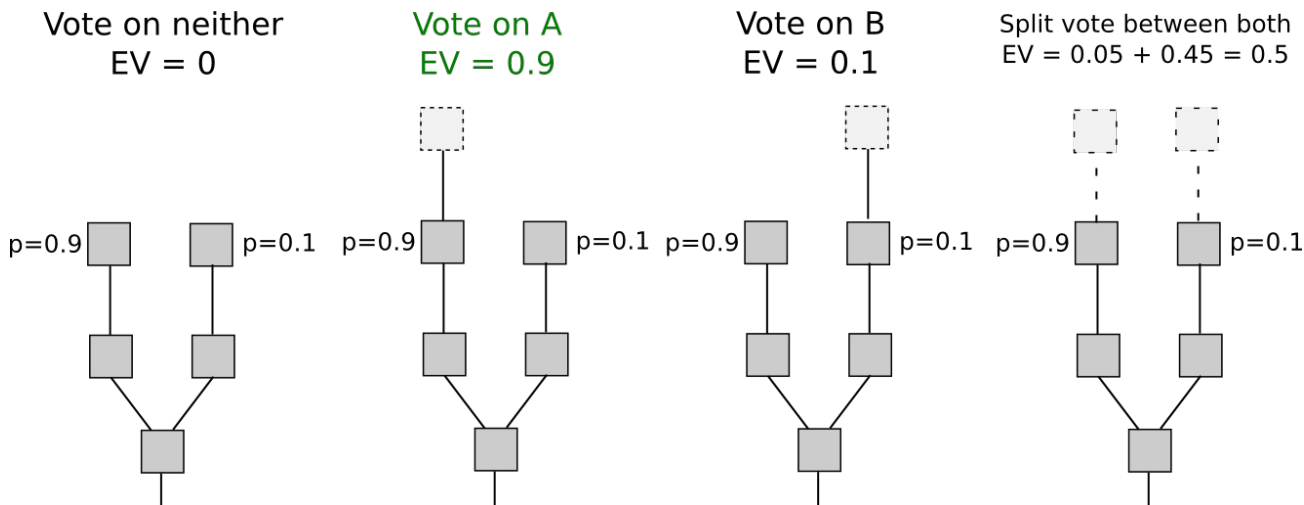 Vote on neither
EV = 0
Vote on A
EV = 0.9
Vote on B
EV = 0.1
Split vote between both
EV = 0.05 + 0.45 = 0.5
p=0.9
p=0.1
p=0.9
p=0.1
p=0.9
p=0.1
p=0.9
p=0.1